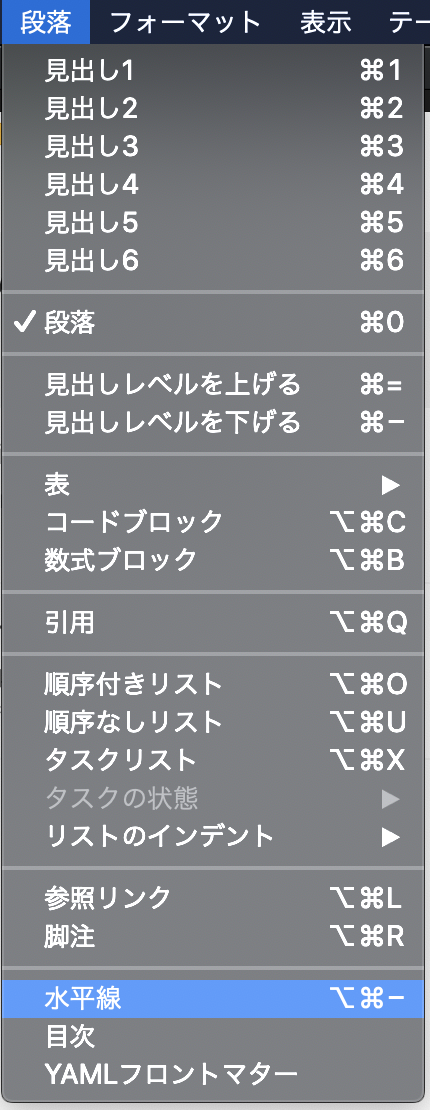 段落 フォーマット 表示 テー
見出し1 ⌘1
見出し2 ⌘2
見出し3 ⌘3
見出し4 ⌘4
見出し5 ⌘5
見出し6 ⌘6
✓ 段落 ⌘0
見出しレベルを上げる ⌘=
見出しレベルを下げる ⌘−
表 ▶
コードブロック ⌥⌘C
数式ブロック ⌥⌘B
引用 ⌥⌘Q
順序付きリスト ⌥⌘O
順序なしリスト ⌥⌘U
タスクリスト ⌥⌘X
タスクの状態 ▶
リストのインデント ▶
参照リンク ⌥⌘L
脚注 ⌥⌘R
水平線 ⌥⌘−
目次
YAMLフロントマター